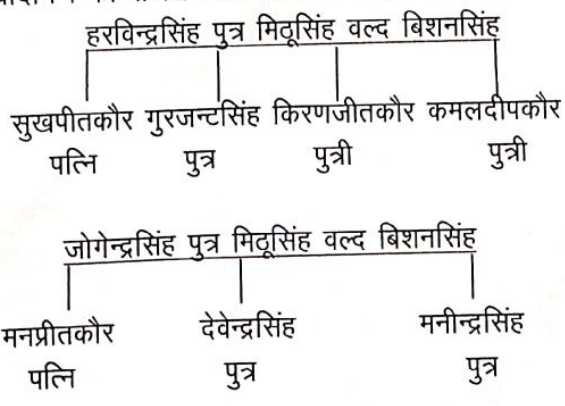 हरविन्द्रसिंह पुत्र मिठूसिंह वल्द बिशनसिंह
सुखपीतकौर गुरजन्टसिंह किरणजीतकौर कमलदीपकौर
पत्नि पुत्र पुत्री पुत्री
जोगेन्द्रसिंह पुत्र मिठूसिंह वल्द बिशनसिंह
मनप्रीतकौर देवेन्द्रसिंह मनीन्द्रसिंह
पत्नि पुत्र पुत्र